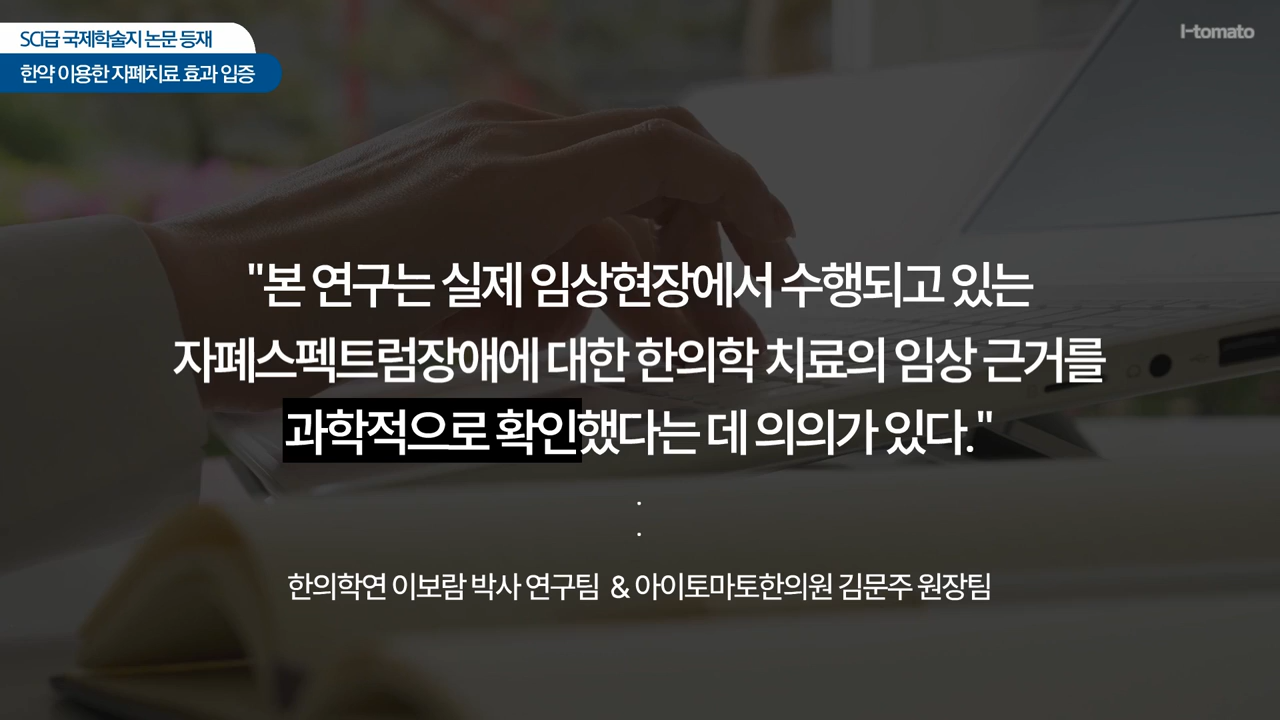 SCI급 국제학술지 논문 등재
한약 이용한 자폐치료 효과 입증
I-tomato
"본 연구는 실제 임상현장에서 수행되고 있는
자폐스펙트럼장애에 대한 한의학 치료의 임상 근거를
과학적으로 확인했다는 데 의의가 있다."
한의학연 이보람 박사 연구팀 & 아이토마토한의원 김문주 원장팀